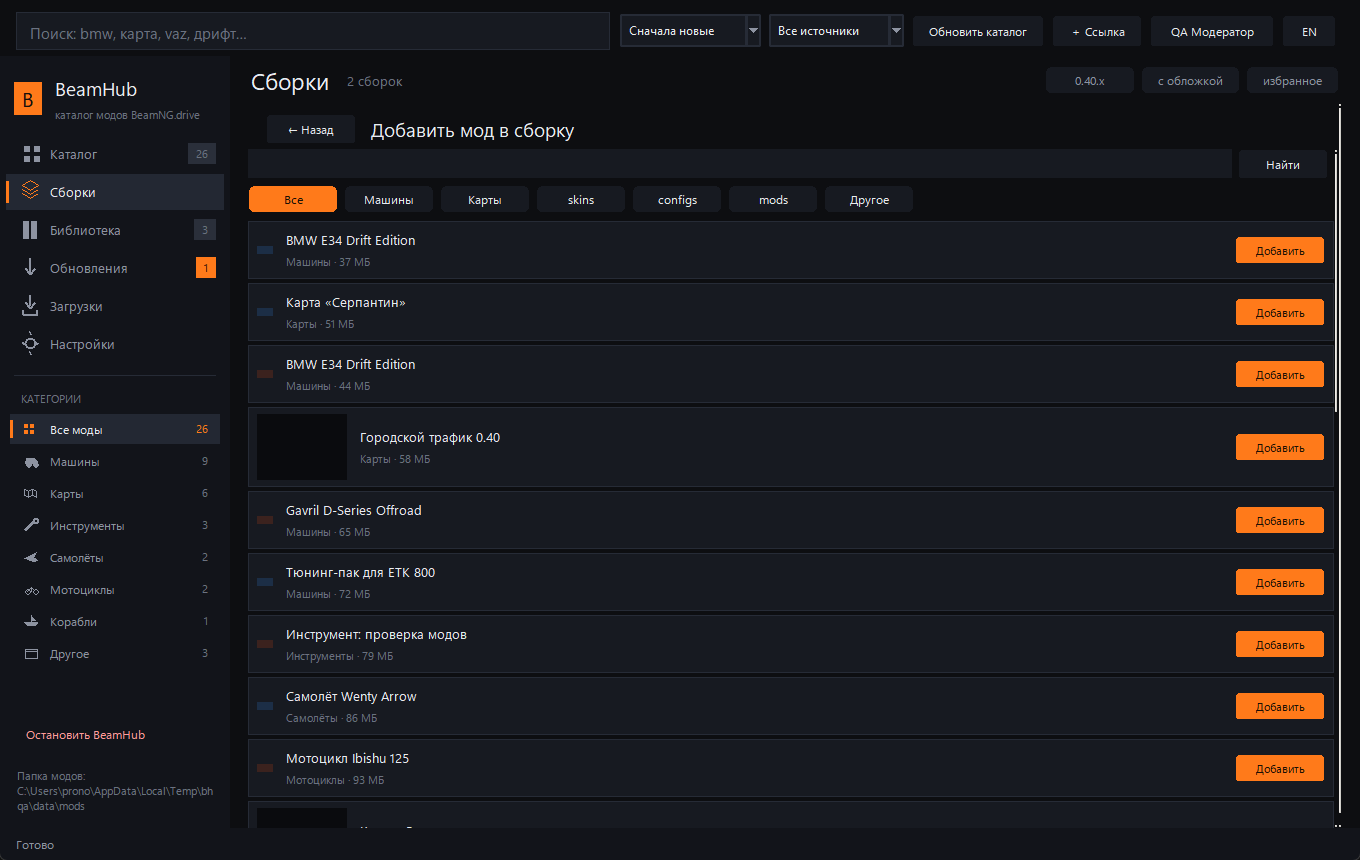 Поиск: bmw, карта, vaz, дрифт...
Сначала новые
Все источники
Обновить каталог
+ Ссылка
QA Модератор
EN
B
BeamHub
каталог модов BeamNG.drive
Каталог 26
Сборки
Библиотека 3
Обновления 1
Загрузки
Настройки
КАТЕГОРИИ
Все моды 26
Машины 9
Карты 6
Инструменты 3
Самолёты 2
Мотоциклы 2
Корабли 1
Другое 3
Остановить BeamHub
Папка модов:
C:\Users\prono\AppData\Local\Temp\bh
qa\data\mods
Готово
Сборки 2 сборок
0.40.x
с обложкой
избранное
← Назад
Добавить мод в сборку
Найти
Все
Машины
Карты
skins
configs
mods
Другое
BMW E34 Drift Edition
Машины · 37 МБ
Добавить
Карта «Серпантин»
Карты · 51 МБ
Добавить
BMW E34 Drift Edition
Машины · 44 МБ
Добавить
Городской трафик 0.40
Карты · 58 МБ
Добавить
Gavril D-Series Offroad
Машины · 65 МБ
Добавить
Тюнинг-пак для ETK 800
Машины · 72 МБ
Добавить
Инструмент: проверка модов
Инструменты · 79 МБ
Добавить
Самолёт Wenty Arrow
Самолёты · 86 МБ
Добавить
Мотоцикл Ibishu 125
Мотоциклы · 93 МБ
Добавить